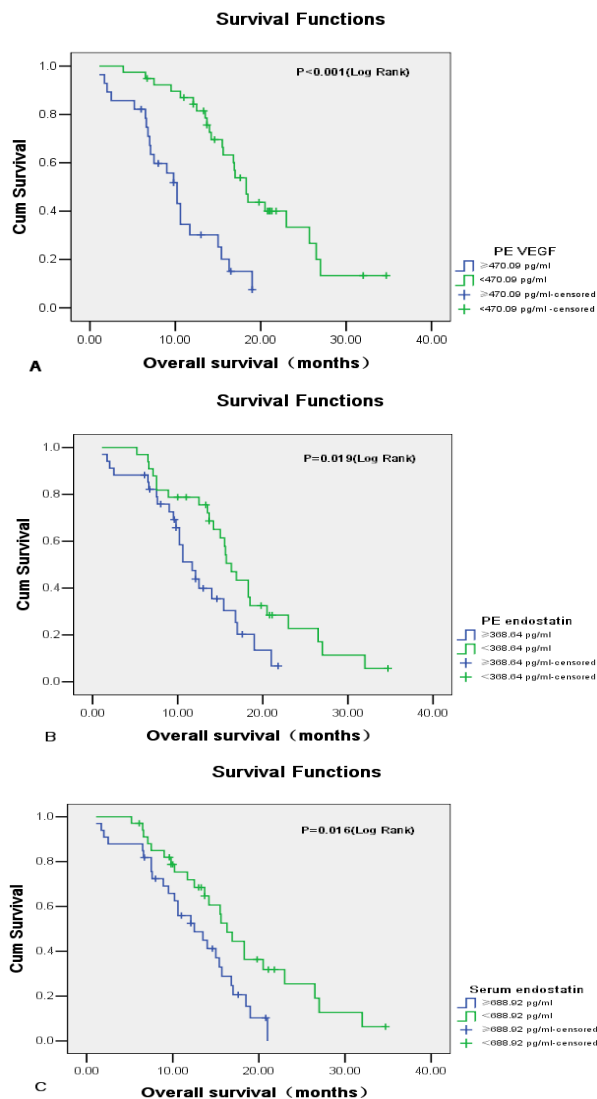 Survival Functions
P<0.001(Log Rank)
1.0
0.8
0.6
0.4
0.2
0.0
Cum Survival
PE VEGF
≥470.09 pg/ml
<470.09 pg/ml
≥470.09 pg/ml-censored
<470.09 pg/ml -censored
0.00 10.00 20.00 30.00 40.00
Overall survival（months）
A
Survival Functions
P=0.019(Log Rank)
1.0
0.8
0.6
0.4
0.2
0.0
Cum Survival
PE endostatin
≥368.64 pg/ml
<368.64 pg/ml
≥368.64 pg/ml-censored
<368.64 pg/ml-censored
0.00 10.00 20.00 30.00 40.00
Overall survival（months）
B
Survival Functions
P=0.016(Log Rank)
1.0
0.8
0.6
0.4
0.2
0.0
Cum Survival
Serum endostatin
≥688.92 pg/ml
<688.92 pg/ml
≥688.92 pg/ml-censored
<688.92 pg/ml-censored
0.00 10.00 20.00 30.00 40.00
Overall survival（months）
C